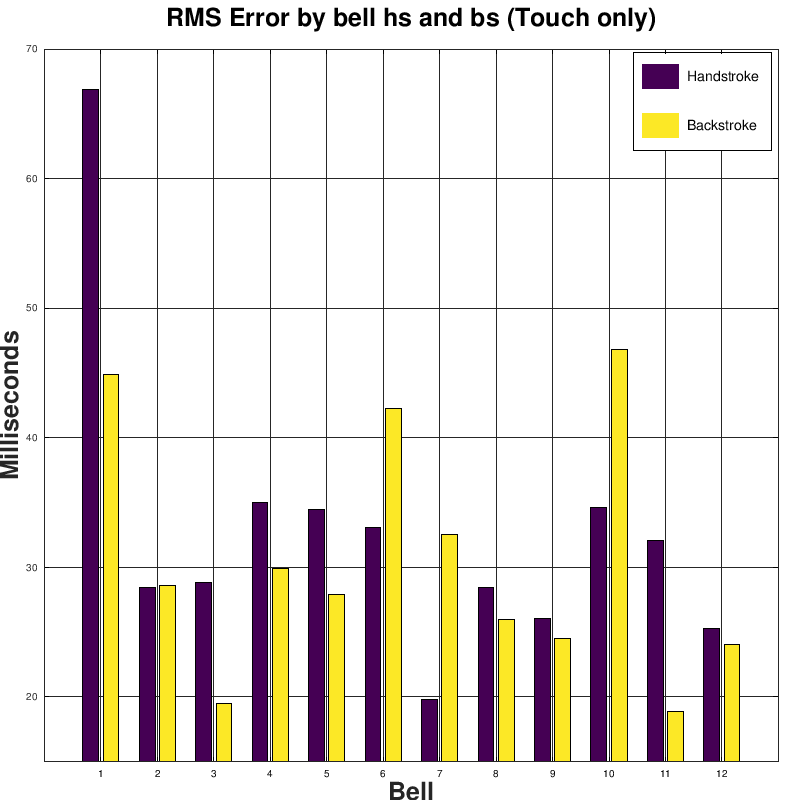 RMS Error by bell hs and bs (Touch only)
Handstroke
Backstroke
70
60
50
40
30
20
Milliseconds
1 2 3 4 5 6 7 8 9 10 11 12
Bell